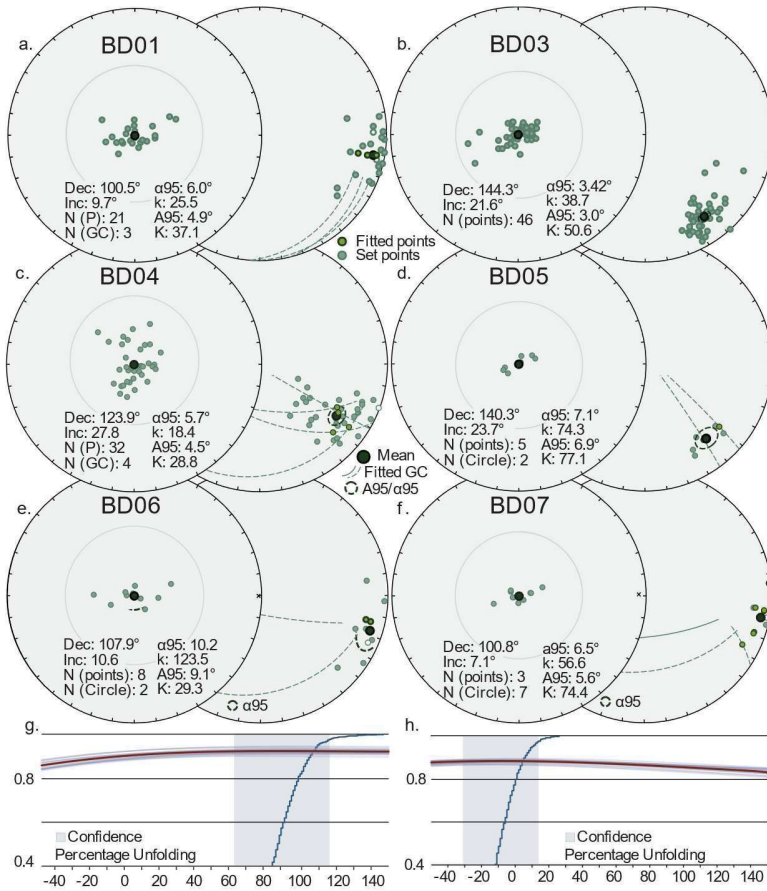 a.
BD01
Dec: 100.5° α95: 6.0°
Inc: 9.7° k: 25.5
N (P): 21 A95: 4.9°
N (GC): 3 K: 37.1
b.
BD03
Dec: 144.3° α95: 3.42°
Inc: 21.6° k: 38.7
N (points): 46 A95: 3.0°
K: 50.6
Fitted points
Set points
c.
BD04
Dec: 123.9° α95: 5.7°
Inc: 27.8 k: 18.4
N (P): 32 A95: 4.5°
N (GC): 4 K: 28.8
d.
BD05
Dec: 140.3° α95: 7.1°
Inc: 23.7° k: 74.3
N (points): 5 A95: 6.9°
N (Circle): 2 K: 77.1
Mean
Fitted GC
A95/α95
e.
BD06
Dec: 107.9° α95: 10.2
Inc: 10.6 k: 123.5
N (points): 8 A95: 9.1°
N (Circle): 2 K: 29.3
α95
f.
BD07
Dec: 100.8° a95: 6.5°
Inc: 7.1° k: 56.6
N (points): 3 A95: 5.6°
N (Circle): 7 K: 74.4
α95
g.
0.8
Confidence
Percentage Unfolding
0.4
-40 0 20 40 60 80 100 120 150
h.
0.8
Confidence
Percentage Unfolding
0.4
-40 -20 0 20 40 60 80 100 120 150